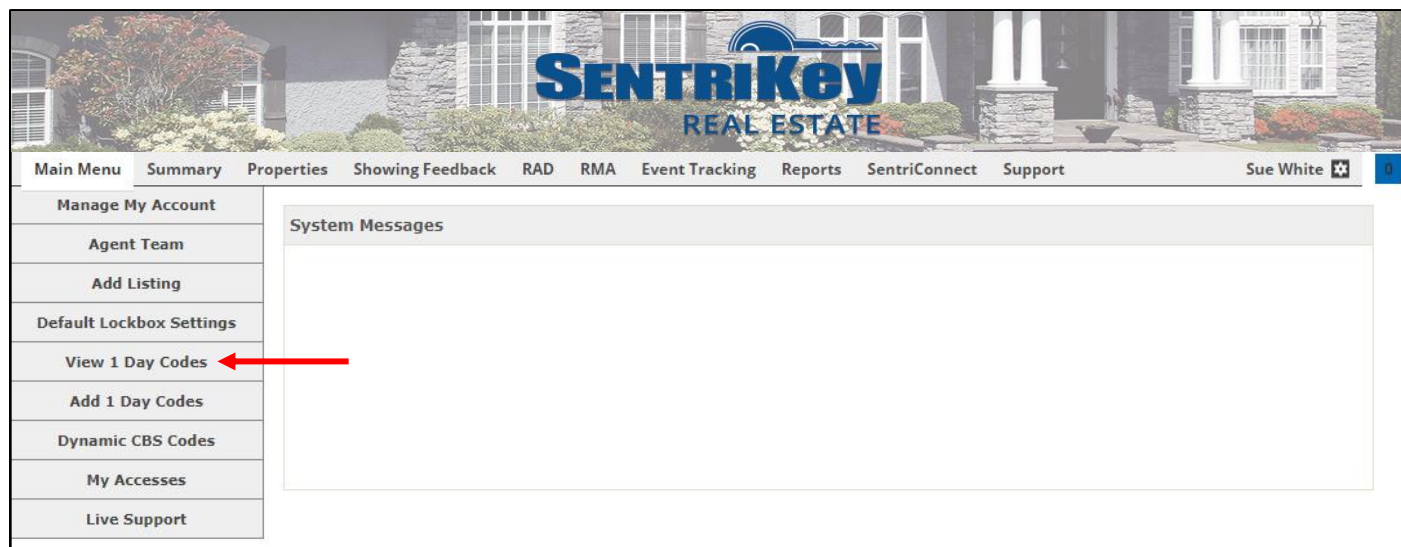 SENTRIKEY
REAL ESTATE
Main Menu Summary Properties Showing Feedback RAD RMA Event Tracking Reports SentriConnect Support Sue White 0
Manage My Account
System Messages
Agent Team
Add Listing
Default Lockbox Settings
View 1 Day Codes
Add 1 Day Codes
Dynamic CBS Codes
My Accesses
Live Support